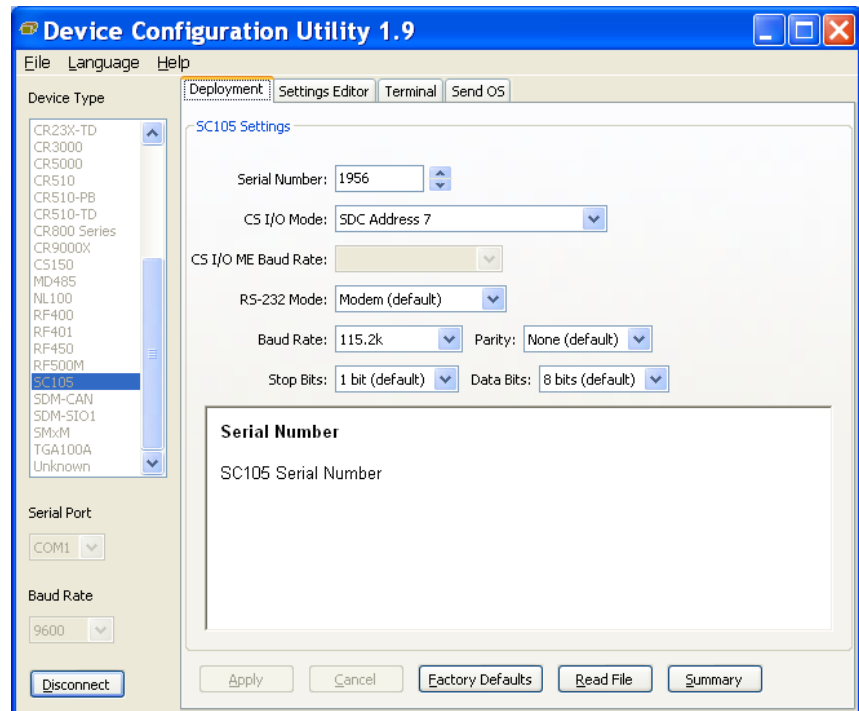 Device Configuration Utility 1.9
File Language Help
Device Type
CR23X-TD
CR3000
CR5000
CR510
CR510-PB
CR510-TD
CR800 Series
CR9000X
CS150
MD485
NL100
RF400
RF401
RF450
RF500M
SC105
SDM-CAN
SDM-SIO1
SMxM
TGA100A
Unknown
Serial Port
COM1
Baud Rate
9600
Disconnect
Deployment Settings Editor Terminal Send OS
SC105 Settings
Serial Number: 1956
CS I/O Mode: SDC Address 7
CS I/O ME Baud Rate:
RS-232 Mode: Modem (default)
Baud Rate: 115.2k Parity: None (default)
Stop Bits: 1 bit (default) Data Bits: 8 bits (default)
Serial Number
SC105 Serial Number
Apply Cancel Factory Defaults Read File Summary